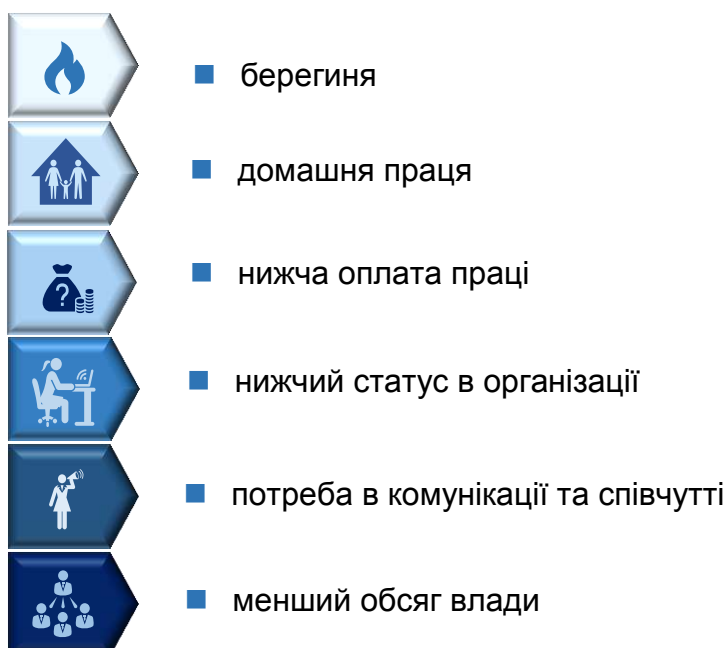 берегиня
домашня праця
?
нижча оплата праці
нижчий статус в організації
потреба в комунікації та співчутті
менший обсяг влади